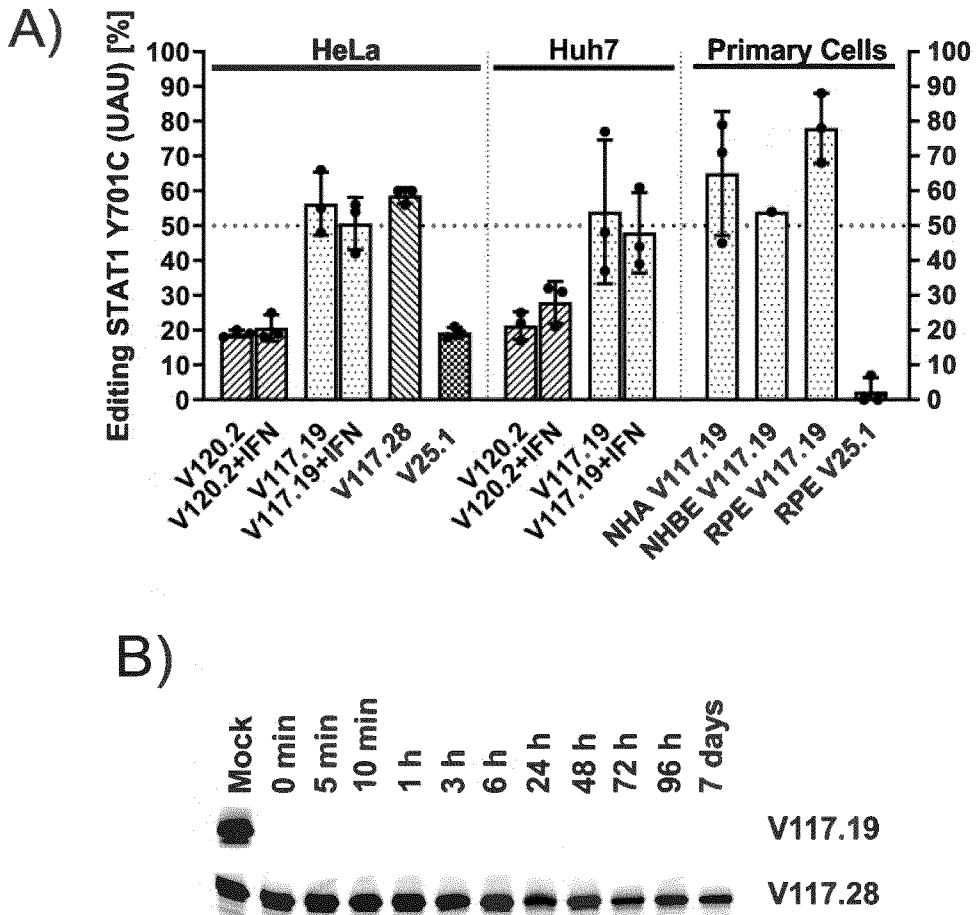 A)
Editing STAT1 Y701C (UAU) [%]
HeLa
Huh7
Primary Cells
100
90
80
70
60
50
40
30
20
10
0
100
90
80
70
60
50
40
30
20
10
0
V120.2
V120.2+IFN
V117.19
V117.19+IFN
V117.28
V25.1
V120.2
V120.2+IFN
V117.19
V117.19+IFN
NHA V117.19
NHBE V117.19
RPE V117.19
RPE V25.1
B)
Mock
0 min
5 min
10 min
1 h
3 h
6 h
24 h
48 h
72 h
96 h
7 days
V117.19
V117.28